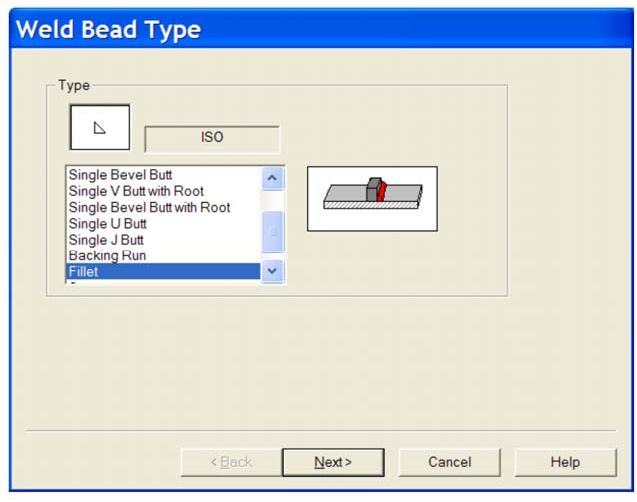 Weld Bead Type
Type
ISO
Single Bevel Butt
Single V Butt with Root
Single Bevel Butt with Root
Single U Butt
Single J Butt
Backing Run
Fillet
< Back
Next >
Cancel
Help